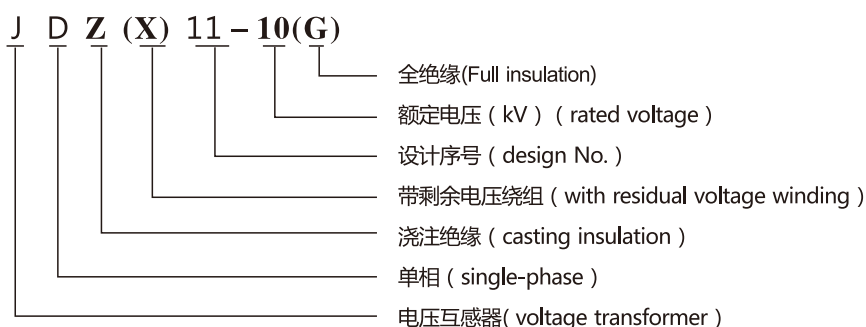 J D Z (X) 11-10(G)
全绝缘(Full insulation)
额定电压（kV）（rated voltage）
设计序号（design No.）
带剩余电压绕组（with residual voltage winding）
浇注绝缘（casting insulation）
单相（single-phase）
电压互感器( voltage transformer )